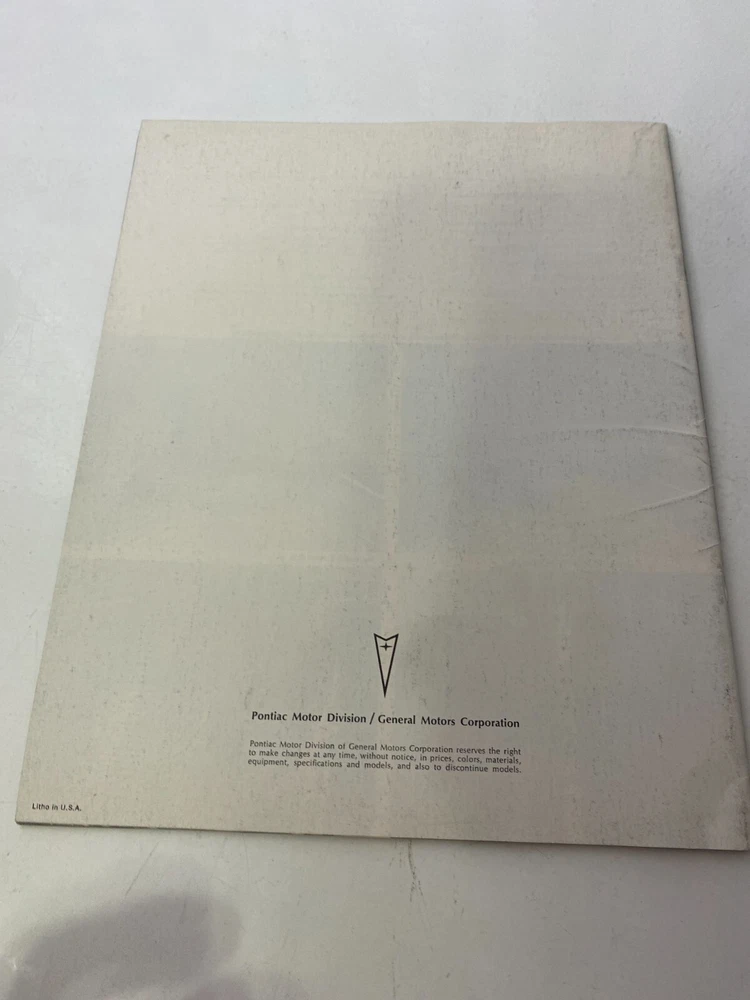 Pontiac Motor Division / General Motors Corporation
Pontiac Motor Division of General Motors Corporation reserves the right
to make changes at any time, without notice, in prices, colors, materials,
equipment, specifications and models, and also to discontinue models.
Litho in U.S.A.